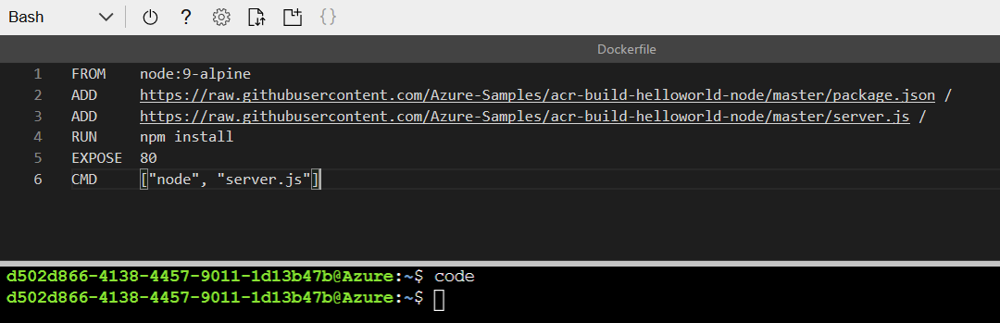 Bash ? {}
Dockerfile
1 FROM node:9-alpine
2 ADD https://raw.githubusercontent.com/Azure-Samples/acr-build-helloworld-node/master/package.json /
3 ADD https://raw.githubusercontent.com/Azure-Samples/acr-build-helloworld-node/master/server.js /
4 RUN npm install
5 EXPOSE 80
6 CMD ["node", "server.js"]
d502d866-4138-4457-9011-1d13b47b@Azure:~$ code
d502d866-4138-4457-9011-1d13b47b@Azure:~$